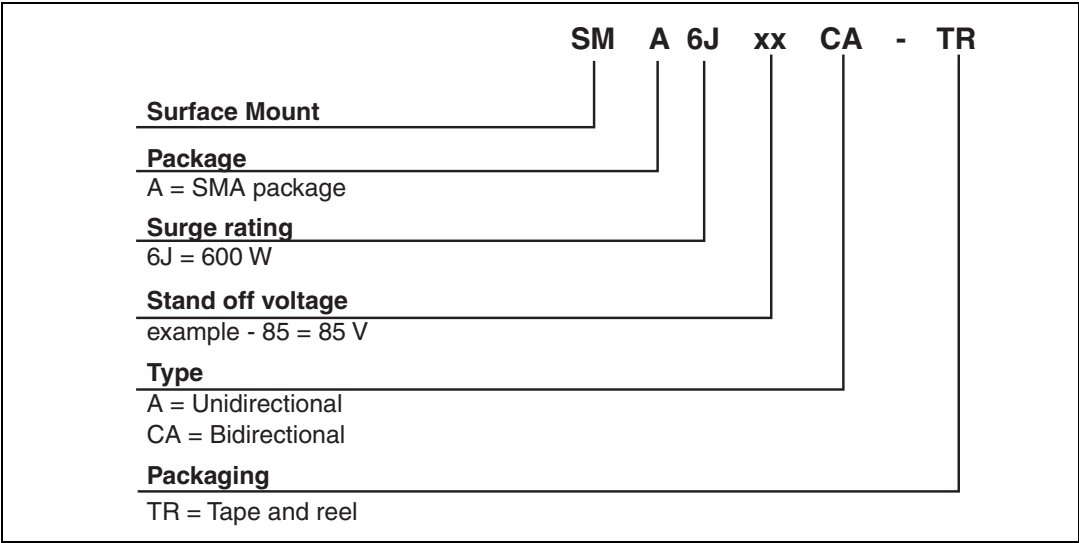 SM A 6J xx CA - TR
Surface Mount
Package
A = SMA package
Surge rating
6J = 600 W
Stand off voltage
example - 85 = 85 V
Type
A = Unidirectional
CA = Bidirectional
Packaging
TR = Tape and reel